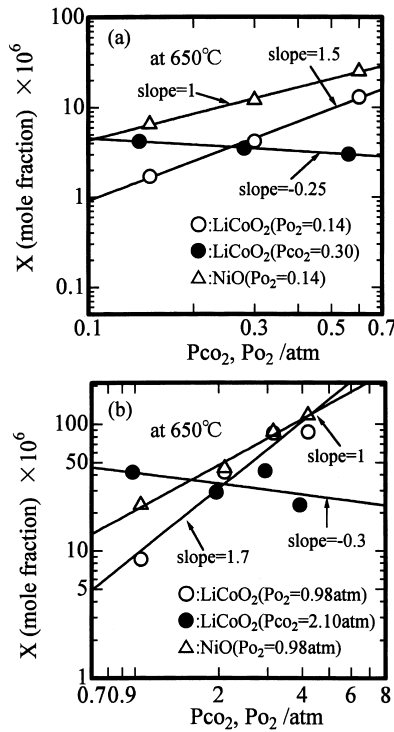 100
(a)
at 650℃
slope=1.5
slope=1
10
X (mole fraction) ×10⁶
1
slope=-0.25
○:LiCoO₂(Po₂=0.14)
●:LiCoO₂(Pco₂=0.30)
△:NiO(Po₂=0.14)
0.1
0.1 0.3 0.7
Pco₂, Po₂ /atm
(b)
100
at 650℃
slope=1
50
X (mole fraction) ×10⁶
10
slope=1.7
slope=-0.3
5
○:LiCoO₂(Po₂=0.98atm)
●:LiCoO₂(Pco₂=2.10atm)
△:NiO(Po₂=0.98atm)
1
0.70.9 2 4 6 8
Pco₂, Po₂ /atm